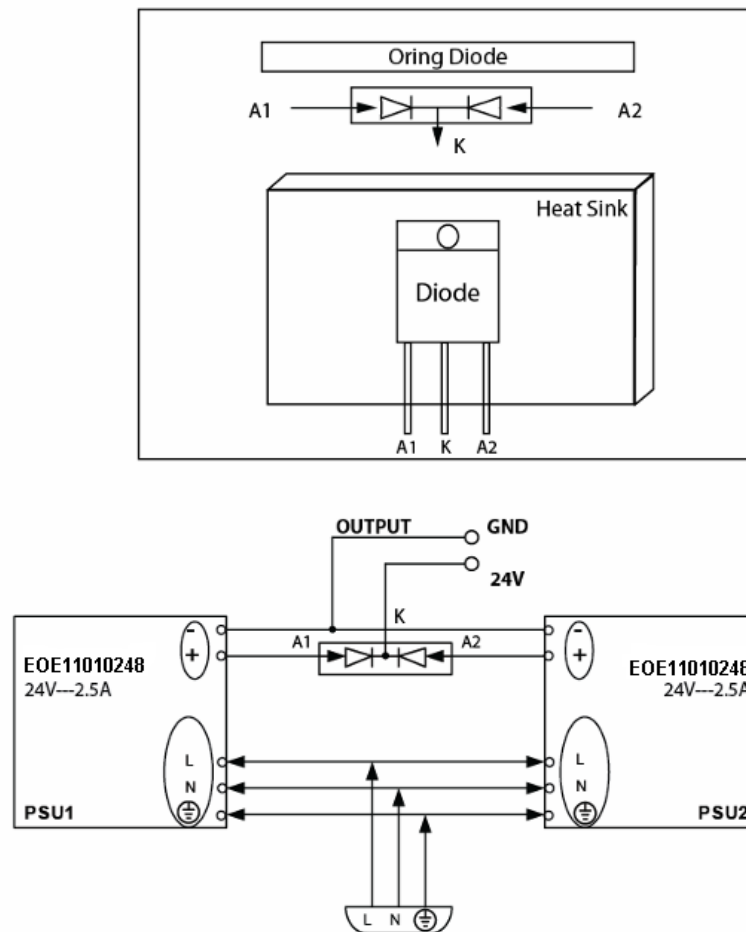 Oring Diode
A1
A2
K
Heat Sink
Diode
A1 K A2
OUTPUT GND
24V
K
- -
A1 A2
+ +
EOE11010248 EOE11010248
24V---2.5A 24V---2.5A
L L
N N
PSU1 PSU2
L N